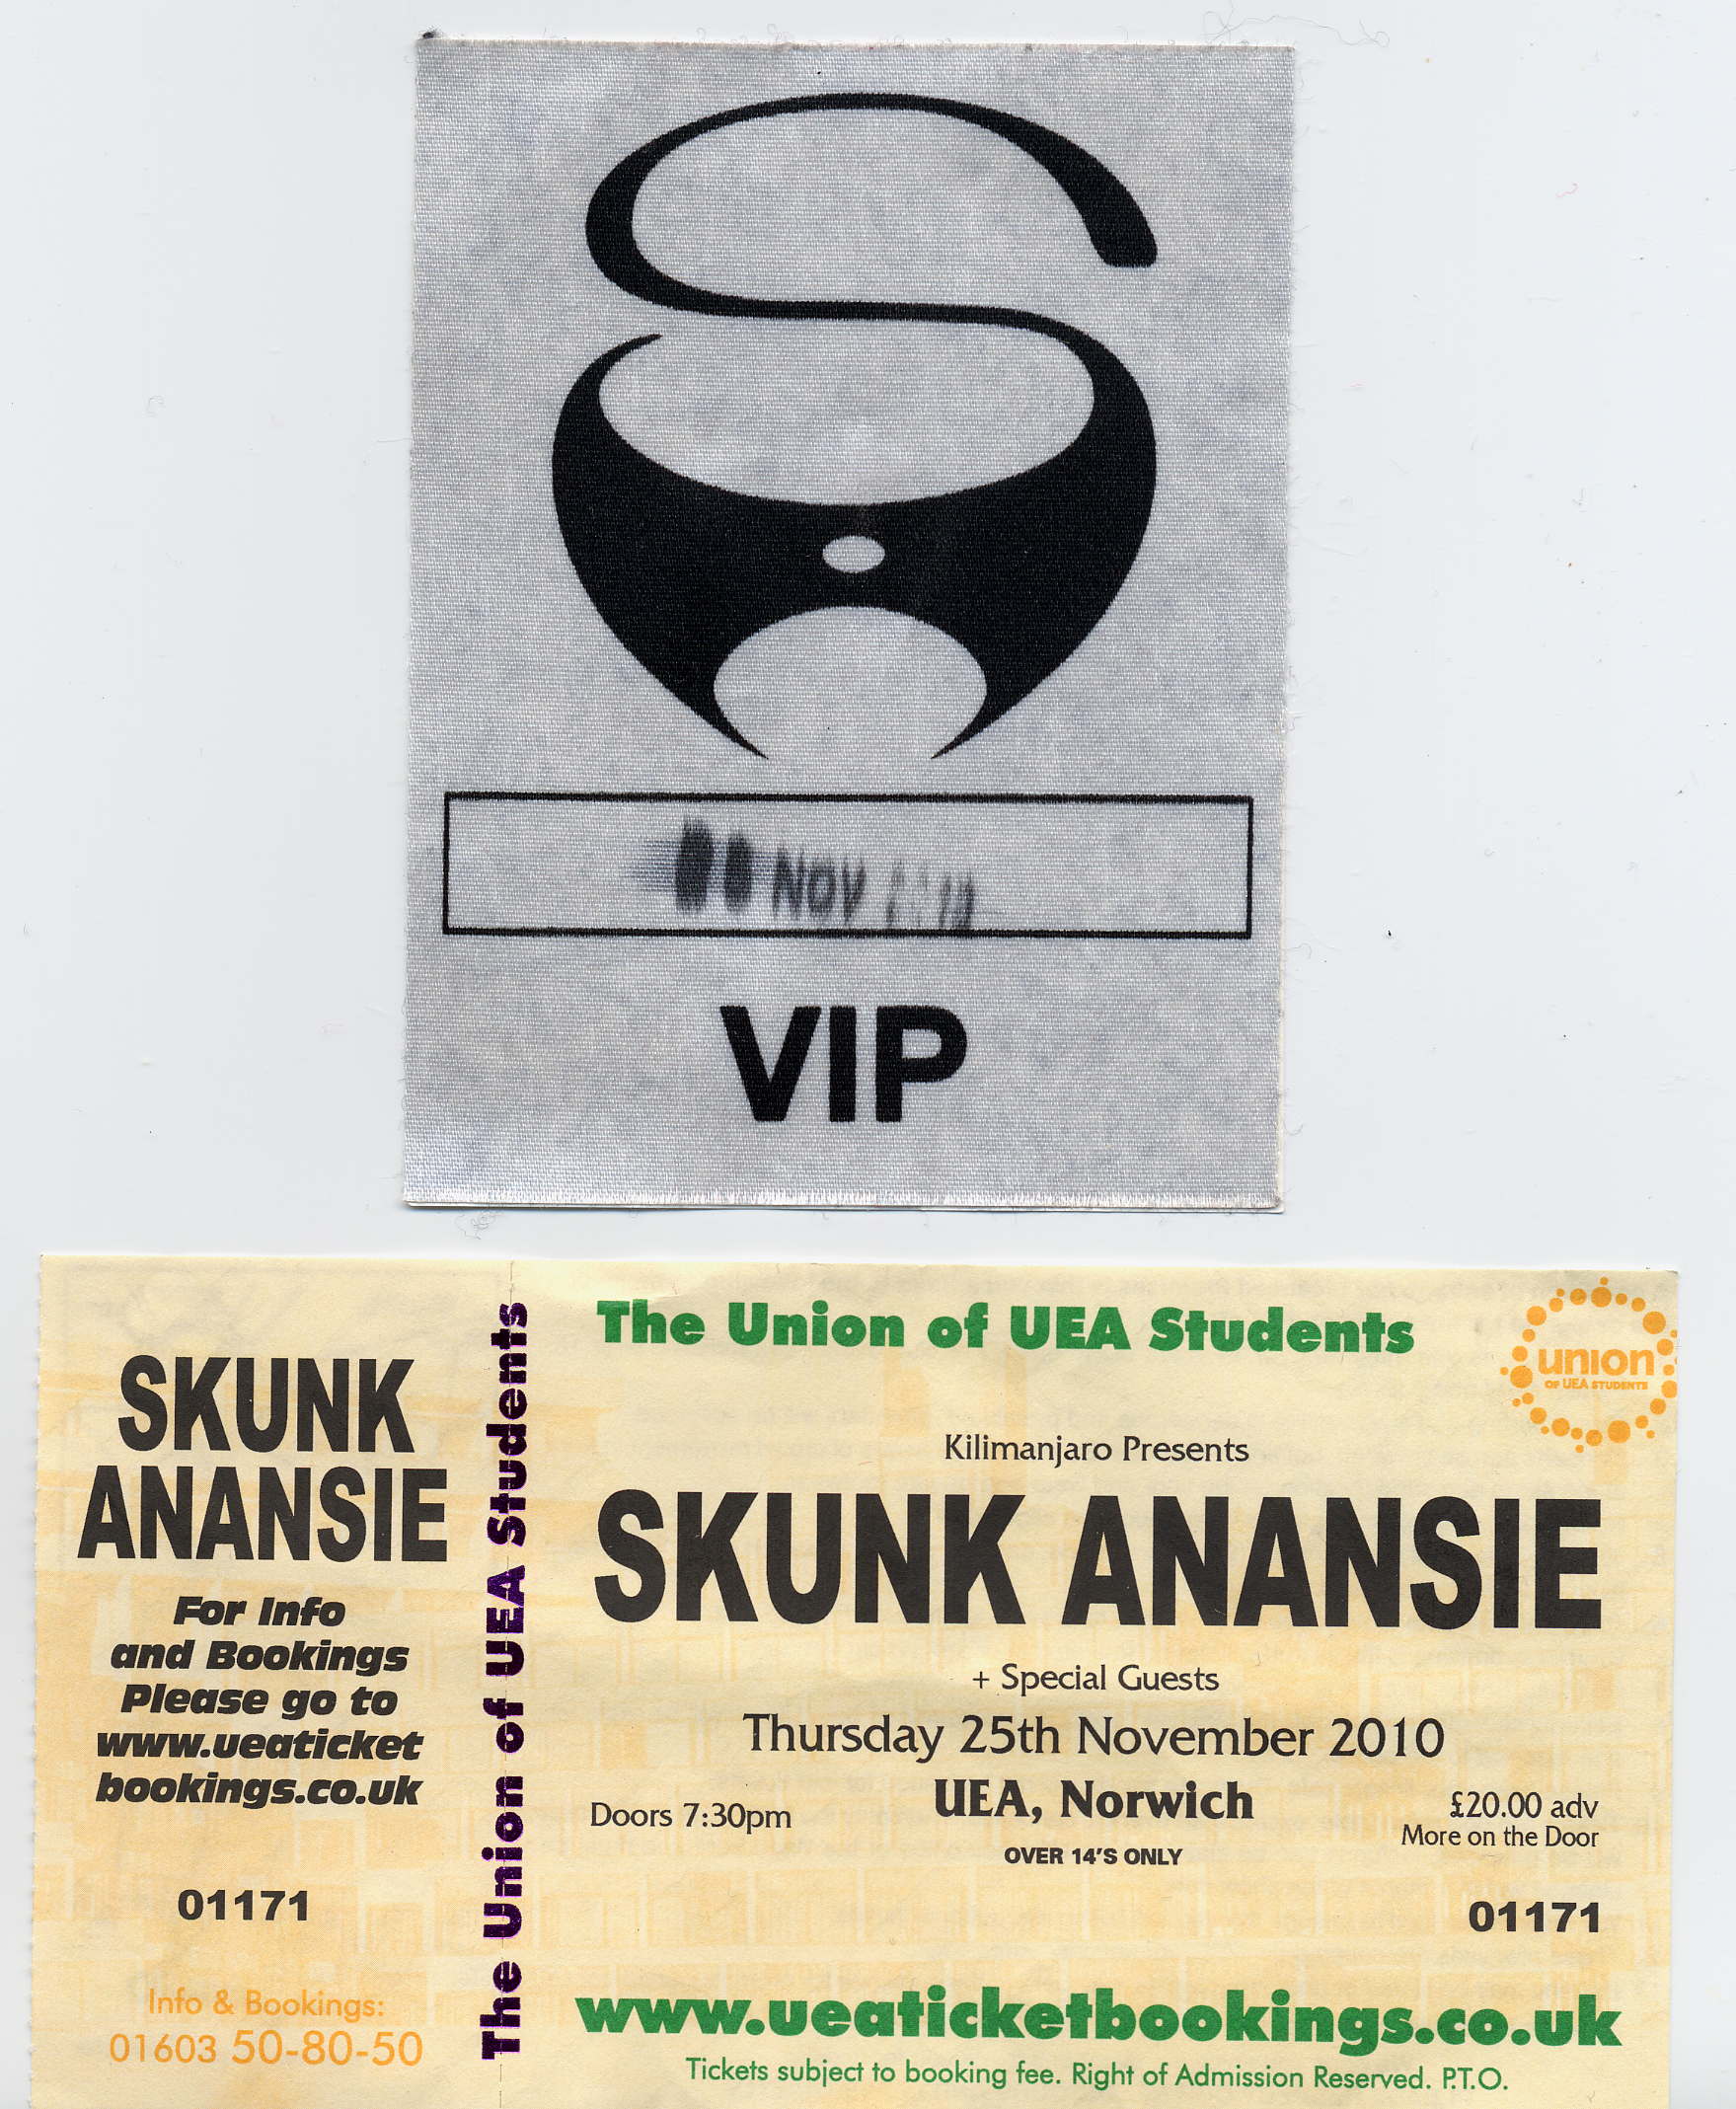 NOV
VIP
SKUNK
ANANSIE
For Info
and Bookings
Please go to
www.ueaticket
bookings.co.uk
01171
Info & Bookings:
01603 50-80-50
The Union of UEA Students
The Union of UEA Students
union
OF UEA STUDENTS
Kilimanjaro Presents
SKUNK ANANSIE
+ Special Guests
Thursday 25th November 2010
UEA, Norwich
Doors 7:30pm
£20.00 adv
More on the Door
OVER 14'S ONLY
01171
www.ueaticketbookings.co.uk
Tickets subject to booking fee. Right of Admission Reserved. P.T.O.